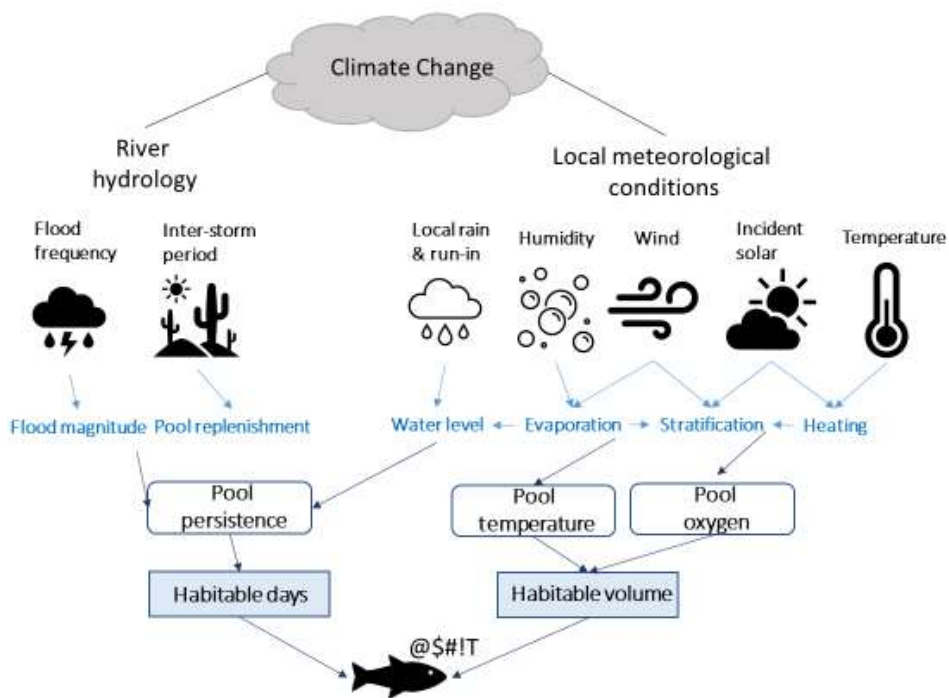 Climate Change
River
hydrology
Local meteorological
conditions
Flood
frequency
Inter-storm
period
Local rain
& run-in
Humidity
Wind
Incident
solar
Temperature
Flood magnitude
Pool replenishment
Water level
Evaporation
Stratification
Heating
Pool
persistence
Pool
temperature
Pool
oxygen
Habitable days
Habitable volume
@$#!T